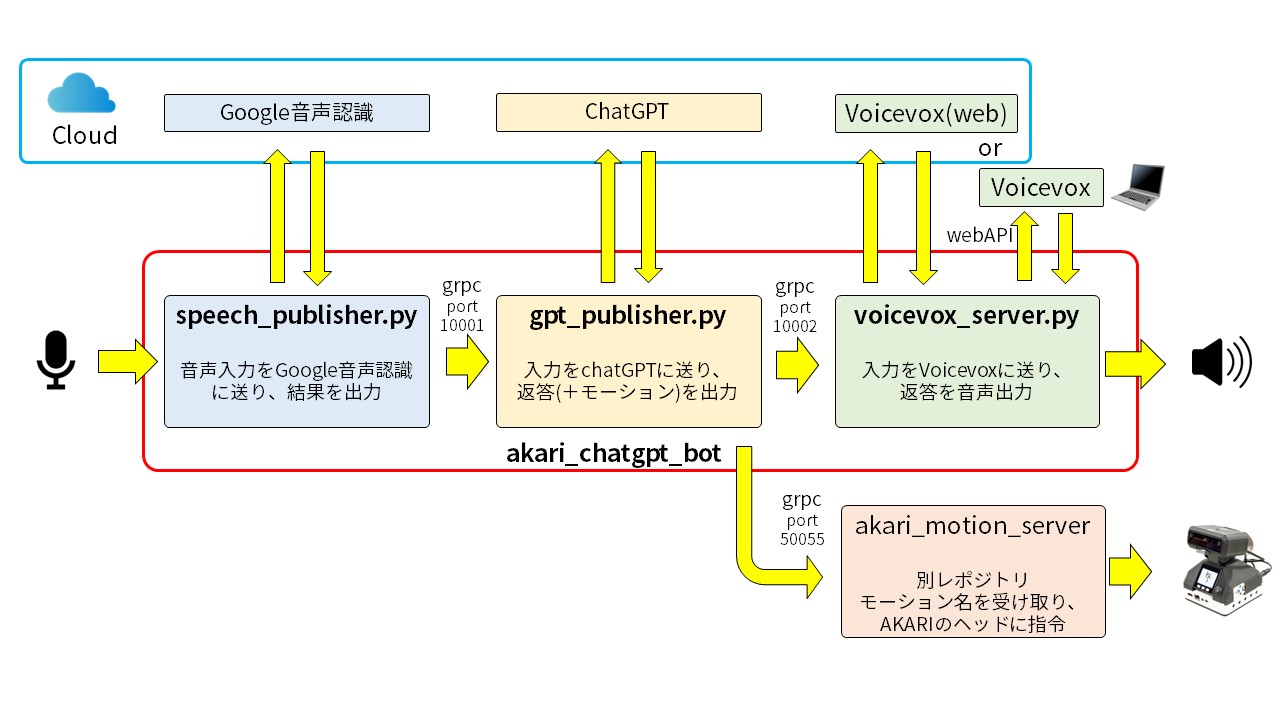 Cloud
Google音声認識
ChatGPT
Voicevox(web)
or
Voicevox
webAPI
speech_publisher.py
音声入力をGoogle音声認識
に送り、結果を出力
grpc
port
10001
gpt_publisher.py
入力をchatGPTに送り、
返答(＋モーション)を出力
grpc
port
10002
voicevox_server.py
入力をVoicevoxに送り、
返答を音声出力
akari_chatgpt_bot
grpc
port
50055
akari_motion_server
別レポジトリ
モーション名を受け取り、
AKARIのヘッドに指令